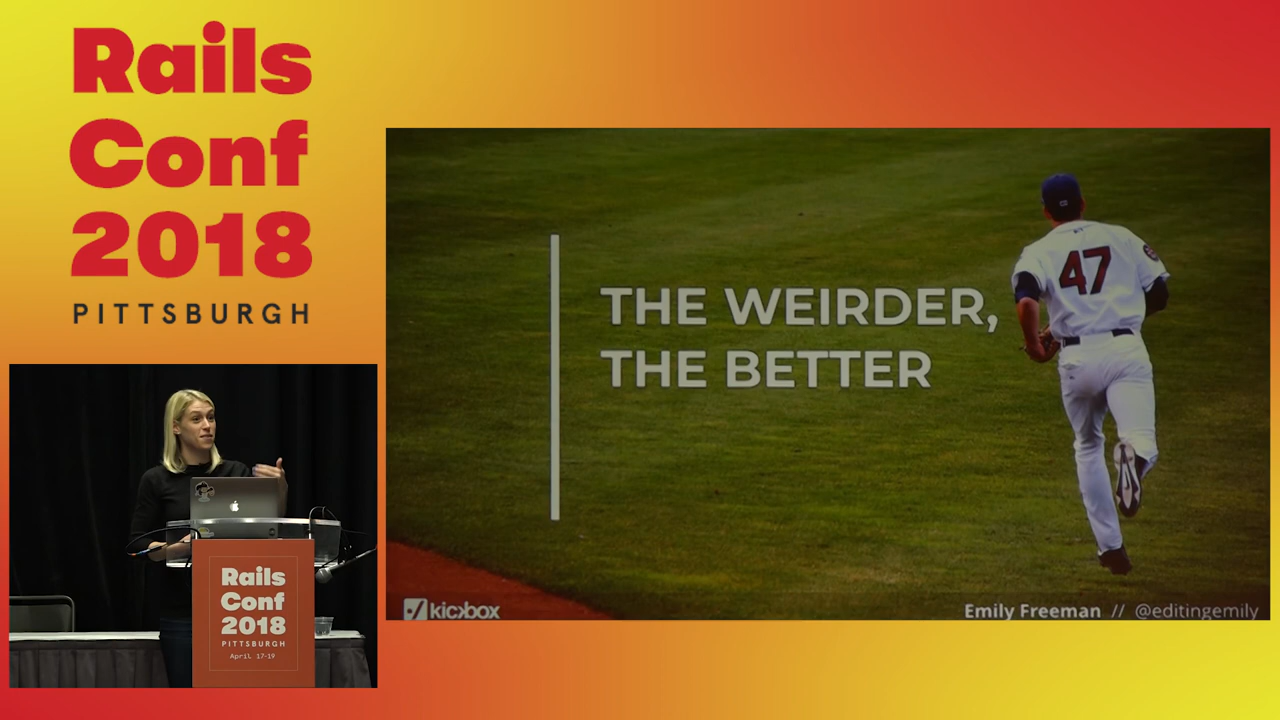 Rails
Conf
2018
PITTSBURGH
THE WEIRDER,
THE BETTER
47
kickbox
Emily Freeman // @editingemily
Rails
Conf
2018
PITTSBURGH
April 17-19